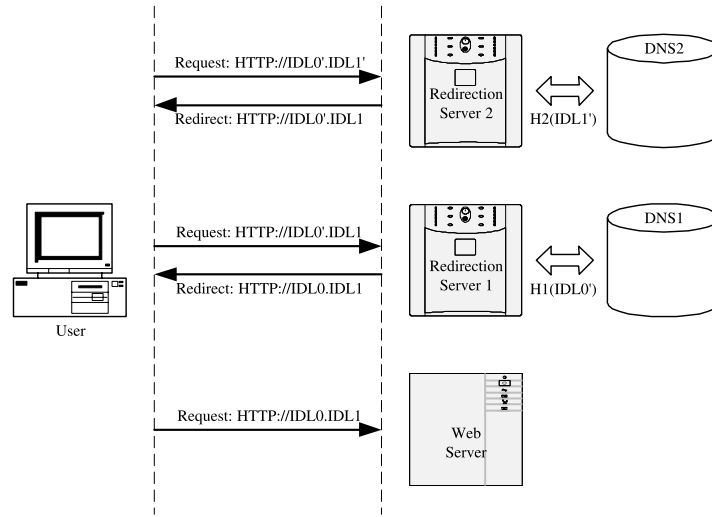 Request: HTTP://IDL0'.IDL1'
Redirect: HTTP://IDL0'.IDL1
Redirection
Server 2
H2(IDL1')
DNS2
Request: HTTP://IDL0'.IDL1
Redirect: HTTP://IDL0.IDL1
Redirection
Server 1
H1(IDL0')
DNS1
User
Request: HTTP://IDL0.IDL1
Web
Server